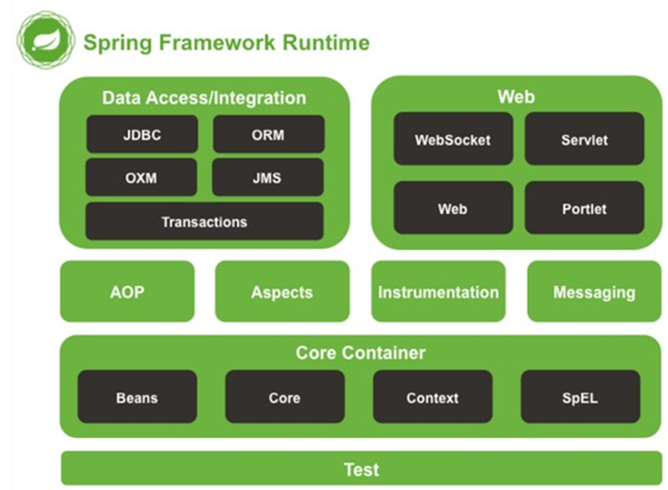 Spring Framework Runtime
Data Access/Integration
JDBC
ORM
OXM
JMS
Transactions
Web
WebSocket
Servlet
Web
Portlet
AOP
Aspects
Instrumentation
Messaging
Core Container
Beans
Core
Context
SpEL
Test